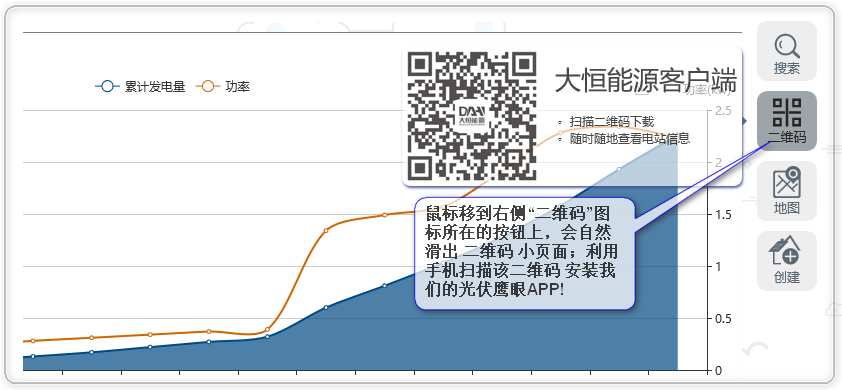 累计发电量
功率
DAH
大恒能源
大恒能源客户端
功率(k
扫描二维码下载
随时随地查看电站信息
2.5
2
1.5
1
0.5
0
鼠标移到右侧“二维码”图
标所在的按钮上，会自然
滑出 二维码 小页面；利用
手机扫描该二维码 安装我
们的光伏鹰眼APP!
搜索
二维码
地图
创建